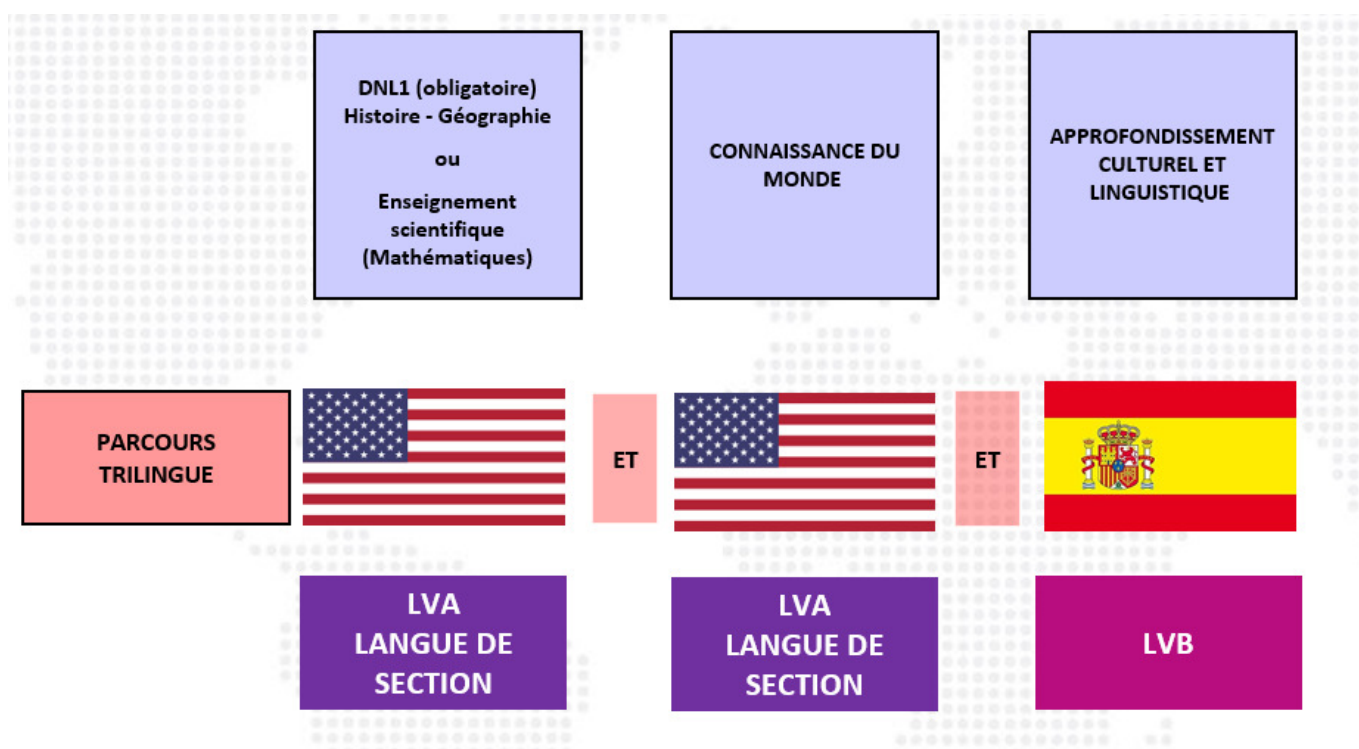 DNL1 (obligatoire)
Histoire - Géographie
ou
Enseignement
scientifique
(Mathématiques)
CONNAISSANCE DU
MONDE
APPROFONDISSEMENT
CULTUREL ET
LINGUISTIQUE
PARCOURS
TRILINGUE
ET
ET
LVA
LANGUE DE
SECTION
LVA
LANGUE DE
SECTION
LVB